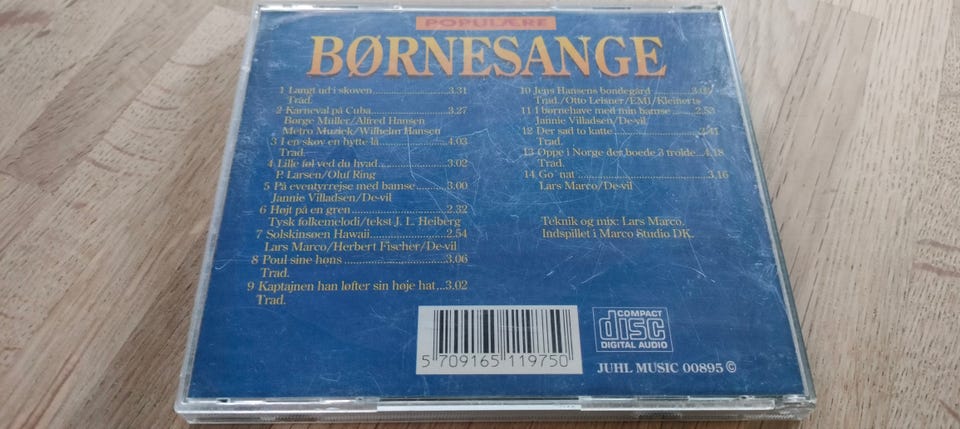 POPULÆRE
BØRNESANGE
1 Langt ud i skoven 3.31
Trad.
2 Karneval på Cuba 3.27
Børge Müller/Alfred Hansen
Metro Muziek/Wilhelm Hansen
3 I en skov en hytte lå 4.03
Trad.
4 Lille føl ved du hvad 3.02
P. Larsen/Oluf Ring
5 På eventyrrejse med bamse 3.00
Jannie Villadsen/De-vil
6 Højt på en gren 2.32
Tysk folkemelodi/tekst J. L. Heiberg
7 Solskinsøen Hawaii 2.54
Lars Marco/Herbert Fischer/De-vil
8 Poul sine høns 3.06
Trad.
9 Kaptajnen han løfter sin høje hat 3.02
Trad.
10 Jens Hansens bondegård
Trad./Otto Leisner/EMI/Kleinerts
11 I børnehave med min bamse 2.53
Jannie Villadsen/De-vil
12 Der sad to katte
Trad.
13 Oppe i Norge der boede 3 trolde 4.18
Trad.
14 Go' nat 3.16
Lars Marco/De-vil
Teknik og mix: Lars Marco.
Indspillet i Marco Studio DK.
5 709165 119750
COMPACT
disc
DIGITAL AUDIO
JUHL MUSIC 00895 ©